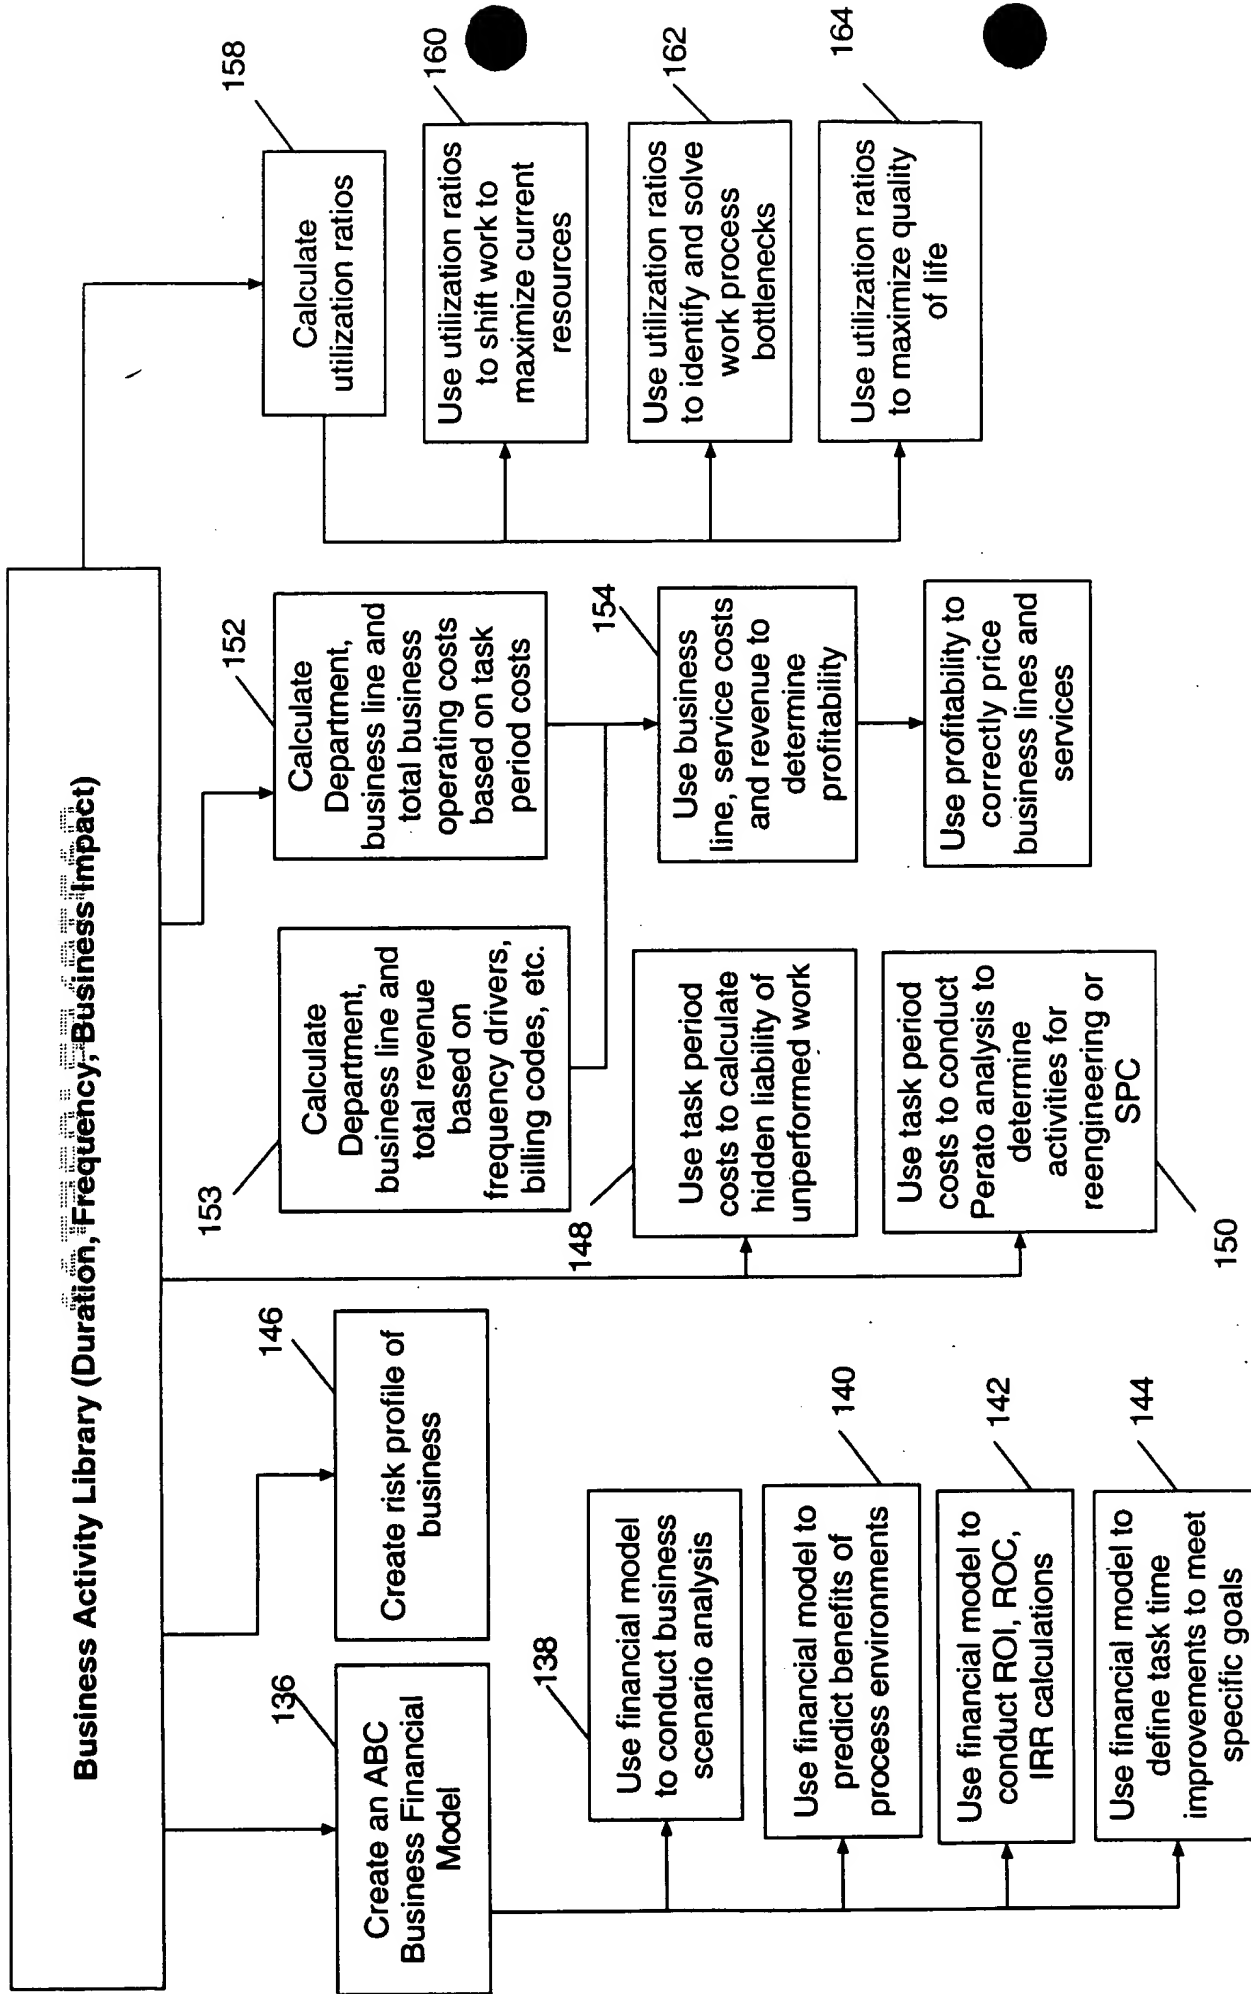 Business Activity Library (Duration, Frequency, Business Impact)
136
Create an ABC
Business Financial
Model
138
Use financial model
to conduct business
scenario analysis
140
Use financial model to
predict benefits of
process environments
142
Use financial model to
conduct ROI, ROC,
IRR calculations
144
Use financial model to
define task time
improvements to meet
specific goals
146
Create risk profile of
business
148
Use task period
costs to calculate
hidden liability of
unperformed work
150
Use task period
costs to conduct
Perato analysis to
determine
activities for
reengineering or
SPC
153
Calculate
Department,
business line and
total revenue
based on
frequency drivers,
billing codes, etc.
152
Calculate
Department,
business line and
total business
operating costs
based on task
period costs
154
Use business
line, service costs
and revenue to
determine
profitability
Use profitability to
correctly price
business lines and
services
158
Calculate
utilization ratios
160
Use utilization ratios
to shift work to
maximize current
resources
162
Use utilization ratios
to identify and solve
work process
bottlenecks
164
Use utilization ratios
to maximize quality
of life